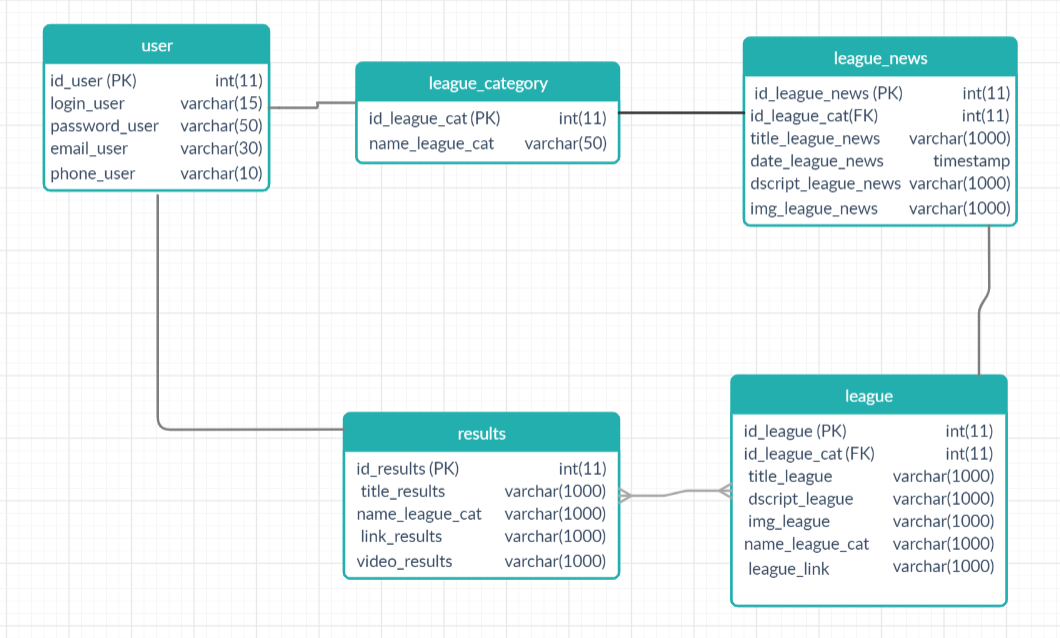 user
id_user (PK) int(11)
login_user varchar(15)
password_user varchar(50)
email_user varchar(30)
phone_user varchar(10)
league_category
id_league_cat (PK) int(11)
name_league_cat varchar(50)
league_news
id_league_news (PK) int(11)
id_league_cat(FK) int(11)
title_league_news varchar(1000)
date_league_news timestamp
dscript_league_news varchar(1000)
img_league_news varchar(1000)
results
id_results (PK) int(11)
title_results varchar(1000)
name_league_cat varchar(1000)
link_results varchar(1000)
video_results varchar(1000)
league
id_league (PK) int(11)
id_league_cat (FK) int(11)
title_league varchar(1000)
dscript_league varchar(1000)
img_league varchar(1000)
name_league_cat varchar(1000)
league_link varchar(1000)